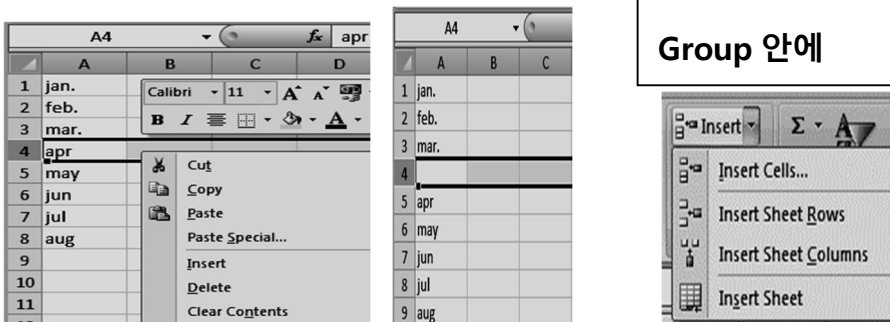 A4 fx apr
A B C D
Calibri 11 A A
B I A
1 jan.
2 feb.
3 mar.
4 apr
5 may
6 jun
7 jul
8 aug
9
10
11
Cut
Copy
Paste
Paste Special...
Insert
Delete
Clear Contents
A4
A B C
1 jan.
2 feb.
3 mar.
4
5 apr
6 may
7 jun
8 jul
9 aug
Group 안에
Insert Σ A
Insert Cells...
Insert Sheet Rows
Insert Sheet Columns
Insert Sheet